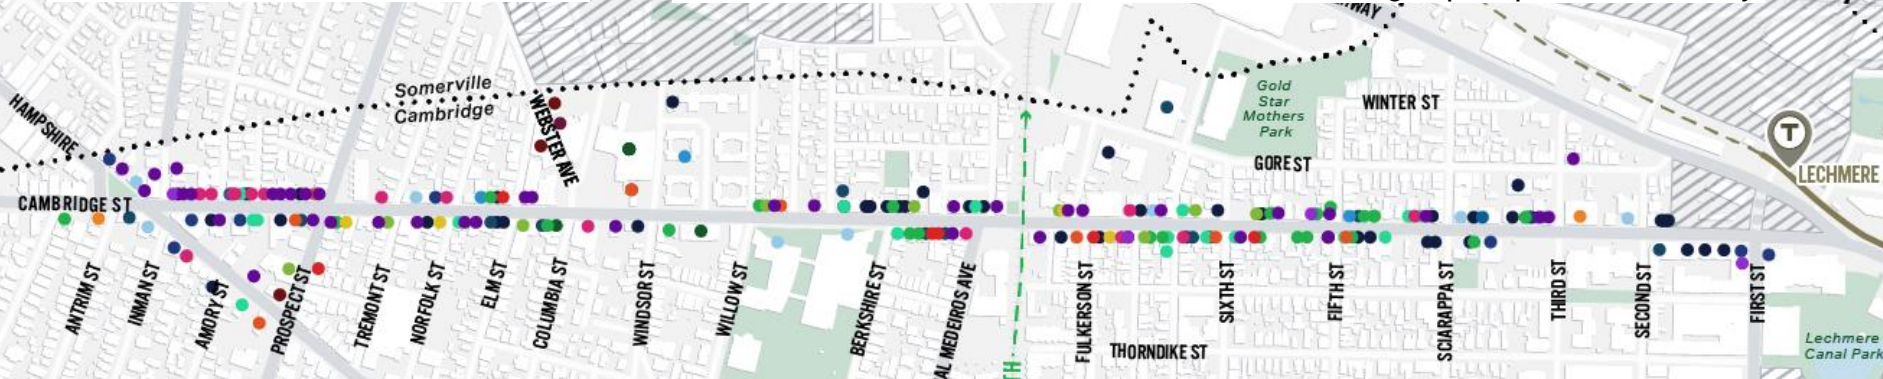 WAY
Somerville
Cambridge
HAMPSHIRE
WEBSTER AVE
Gold
Star
Mothers
Park
WINTER ST
GORE ST
T
LECHMERE
CAMBRIDGE ST
ANTRIM ST
INMAN ST
AMORY ST
PROSPECT ST
TREMONT ST
NORFOLK ST
ELM ST
COLUMBIA ST
WINDSOR ST
WILLOW ST
BERKSHIRE ST
AL MEDEIROS AVE
TH
FULKERSON ST
THORNDIKE ST
SIXTH ST
FIFTH ST
SCIARAPPA ST
THIRD ST
SECOND ST
FIRST ST
Lechmere
Canal Park